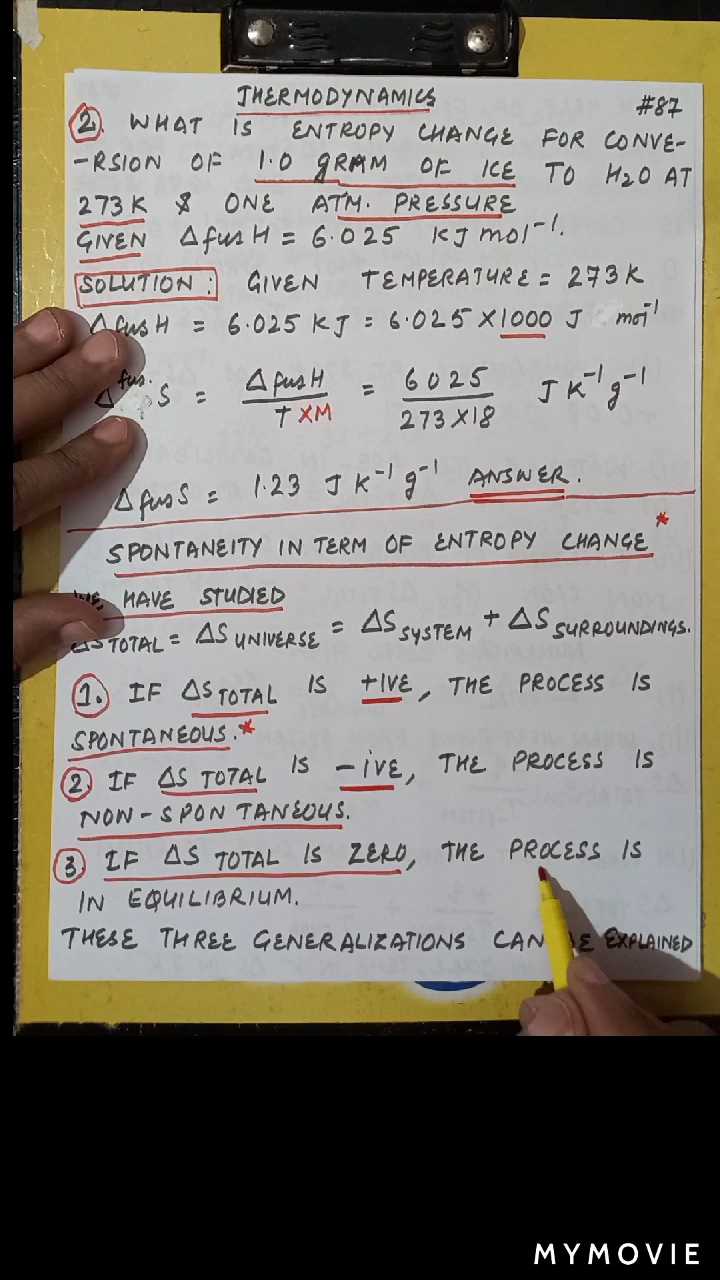 THERMODYNAMICS #87
2. WHAT IS ENTROPY CHANGE FOR CONVE-
-RSION OF 1.0 gRAM OF ICE TO H2O AT
273K & ONE ATM. PRESSURE
GIVEN ΔfusH = 6.025 KJ mol⁻¹.
SOLUTION: GIVEN TEMPERATURE = 273K
ΔfusH = 6.025 KJ = 6.025 X 1000 J mol⁻¹
Δfus. S = ΔfusH / T XM = 6025 / 273 X 18 J K⁻¹ g⁻¹
ΔfusS = 1.23 J K⁻¹ g⁻¹ ANSWER.
SPONTANEITY IN TERM OF ENTROPY CHANGE*
WE HAVE STUDIED
ΔS TOTAL = ΔS UNIVERSE = ΔS SYSTEM + ΔS SURROUNDINGS.
1. IF ΔS TOTAL IS +IVE, THE PROCESS IS
SPONTANEOUS.*
2. IF ΔS TOTAL IS -IVE, THE PROCESS IS
NON-SPONTANEOUS.
3. IF ΔS TOTAL IS ZERO, THE PROCESS IS
IN EQUILIBRIUM.
THESE THREE GENERALIZATIONS CAN BE EXPLAINED
MYMOVIE